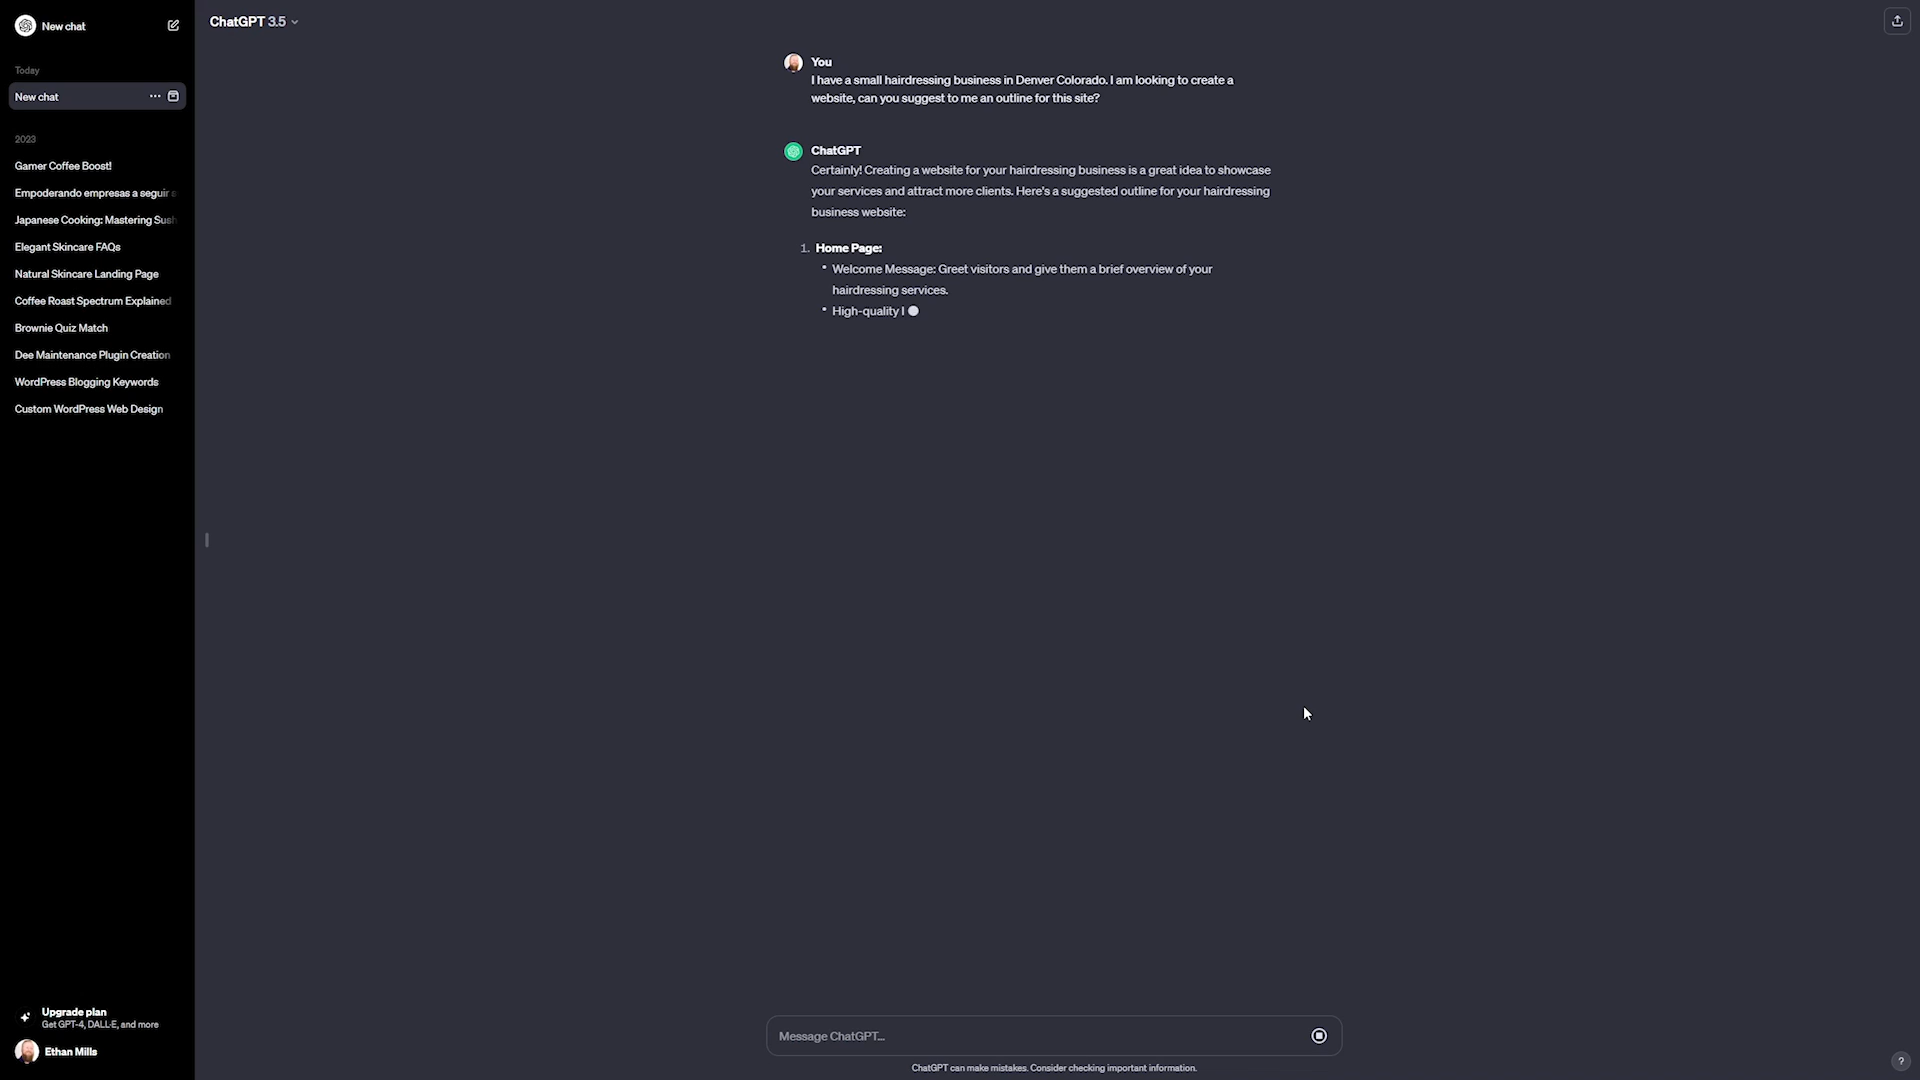 New chat
Today
New chat
2023
Gamer Coffee Boost!
Empoderando empresas a seguir
Japanese Cooking: Mastering Sush
Elegant Skincare FAQs
Natural Skincare Landing Page
Coffee Roast Spectrum Explained
Brownie Quiz Match
Dee Maintenance Plugin Creation
WordPress Blogging Keywords
Custom WordPress Web Design
Upgrade plan
Get GPT-4, DALL·E, and more
Ethan Mills
ChatGPT 3.5
You
I have a small hairdressing business in Denver Colorado. I am looking to create a
website, can you suggest to me an outline for this site?
ChatGPT
Certainly! Creating a website for your hairdressing business is a great idea to showcase
your services and attract more clients. Here's a suggested outline for your hairdressing
business website:
1. Home Page:
• Welcome Message: Greet visitors and give them a brief overview of your
hairdressing services.
• High-quality I
Message ChatGPT...
ChatGPT can make mistakes. Consider checking important information.
?